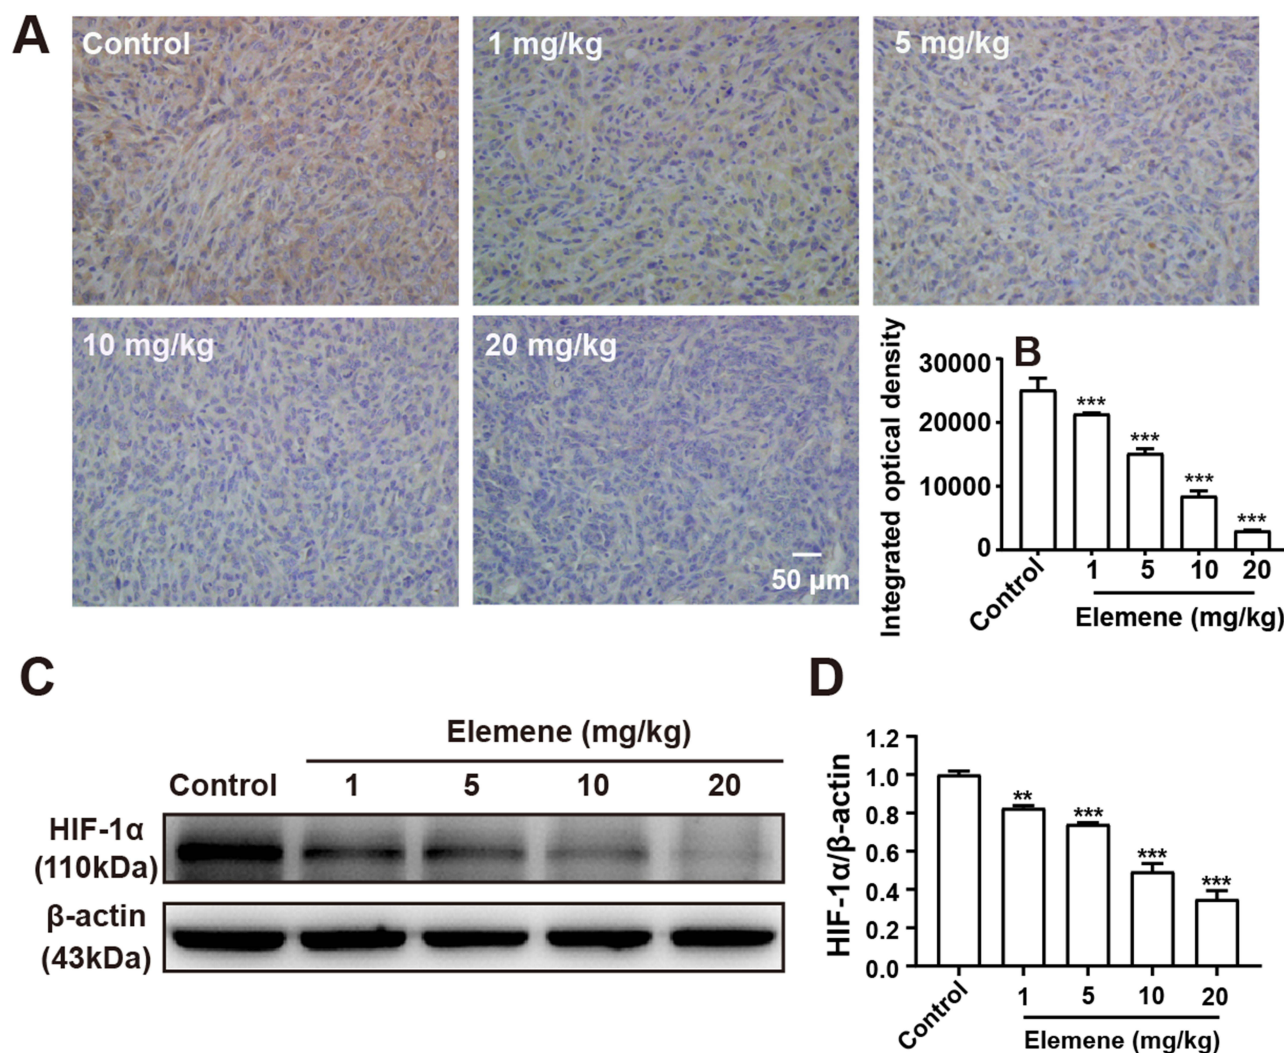 A
Control
1 mg/kg
5 mg/kg
10 mg/kg
20 mg/kg
50 μm
B
Integrated optical density
30000
20000
10000
0
***
***
***
***
Control
1
5
10
20
Elemene (mg/kg)
C
Elemene (mg/kg)
Control
1
5
10
20
HIF-1α
(110kDa)
β-actin
(43kDa)
D
HIF-1α/β-actin
1.2
1.0
0.8
0.6
0.4
0.2
0.0
**
***
***
***
Control
1
5
10
20
Elemene (mg/kg)